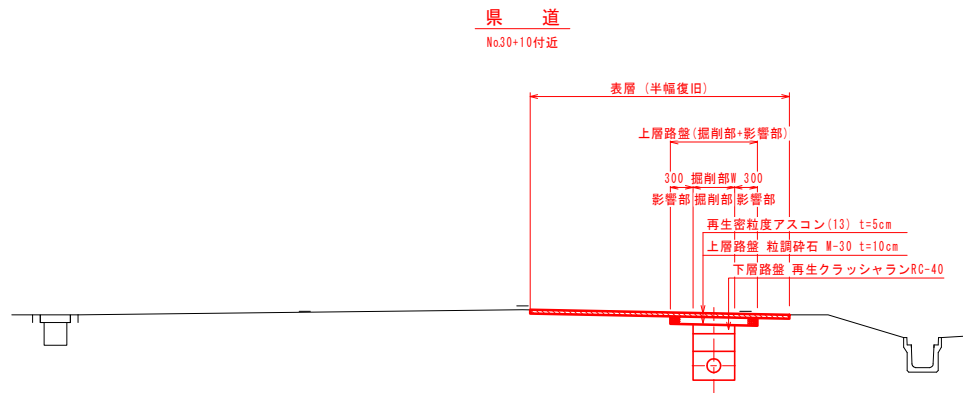 県 道
No.30+10付近
表層 (半幅復旧)
上層路盤(掘削部+影響部)
300 掘削部W 300
影響部 掘削部 影響部
再生密粒度アスコン(13) t=5cm
上層路盤 粒調砕石 M-30 t=10cm
下層路盤 再生クラッシャランRC-40